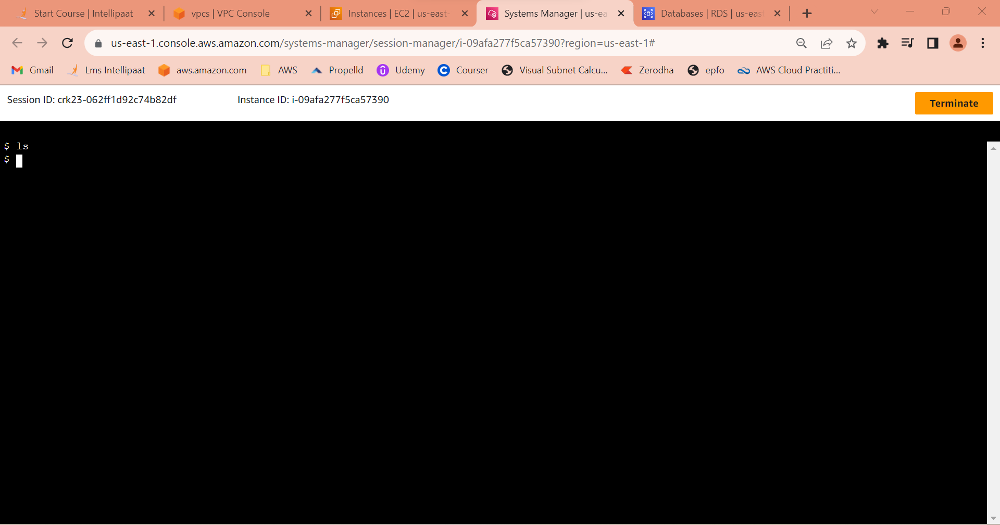 Start Course | Intellipaat
vpcs | VPC Console
Instances | EC2 | us-east-
Systems Manager | us-ea
Databases | RDS | us-east
us-east-1.console.aws.amazon.com/systems-manager/session-manager/i-09afa277f5ca57390?region=us-east-1#
Gmail
Lms Intellipaat
aws.amazon.com
AWS
Propelld
Udemy
Courser
Visual Subnet Calcu...
Zerodha
epfo
AWS Cloud Practiti...
Session ID: crk23-062ff1d92c74b82df
Instance ID: i-09afa277f5ca57390
Terminate
$ ls
$